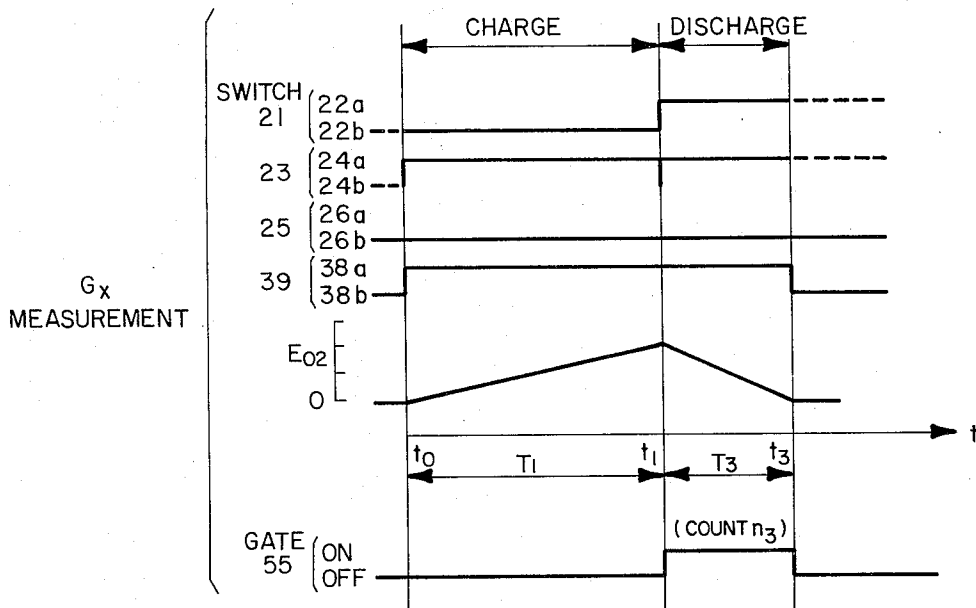 CHARGE DISCHARGE
SWITCH
21
22a
22b
23
24a
24b
25
26a
26b
39
38a
38b
Gx
MEASUREMENT
E02
0
t
t0 T1 t1 T3 t3
(COUNT n3)
GATE
55
ON
OFF